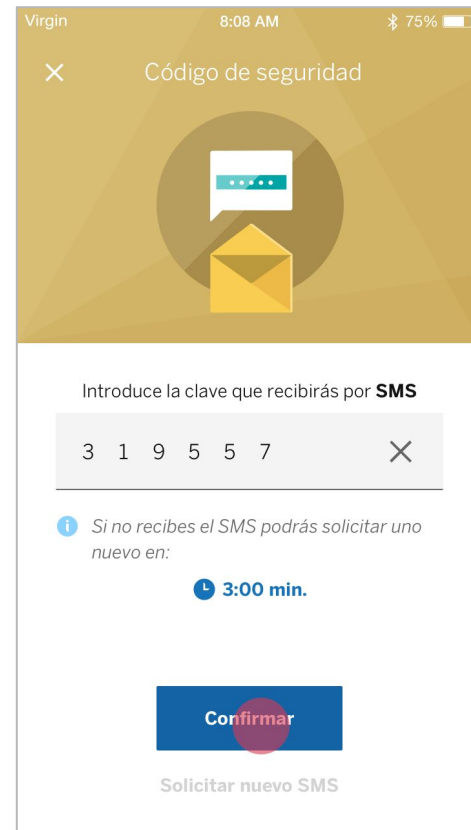 Virgin 8:08 AM 75%
Código de seguridad
Introduce la clave que recibirás por SMS
3 1 9 5 5 7
Si no recibes el SMS podrás solicitar uno
nuevo en:
3:00 min.
Confirmar
Solicitar nuevo SMS